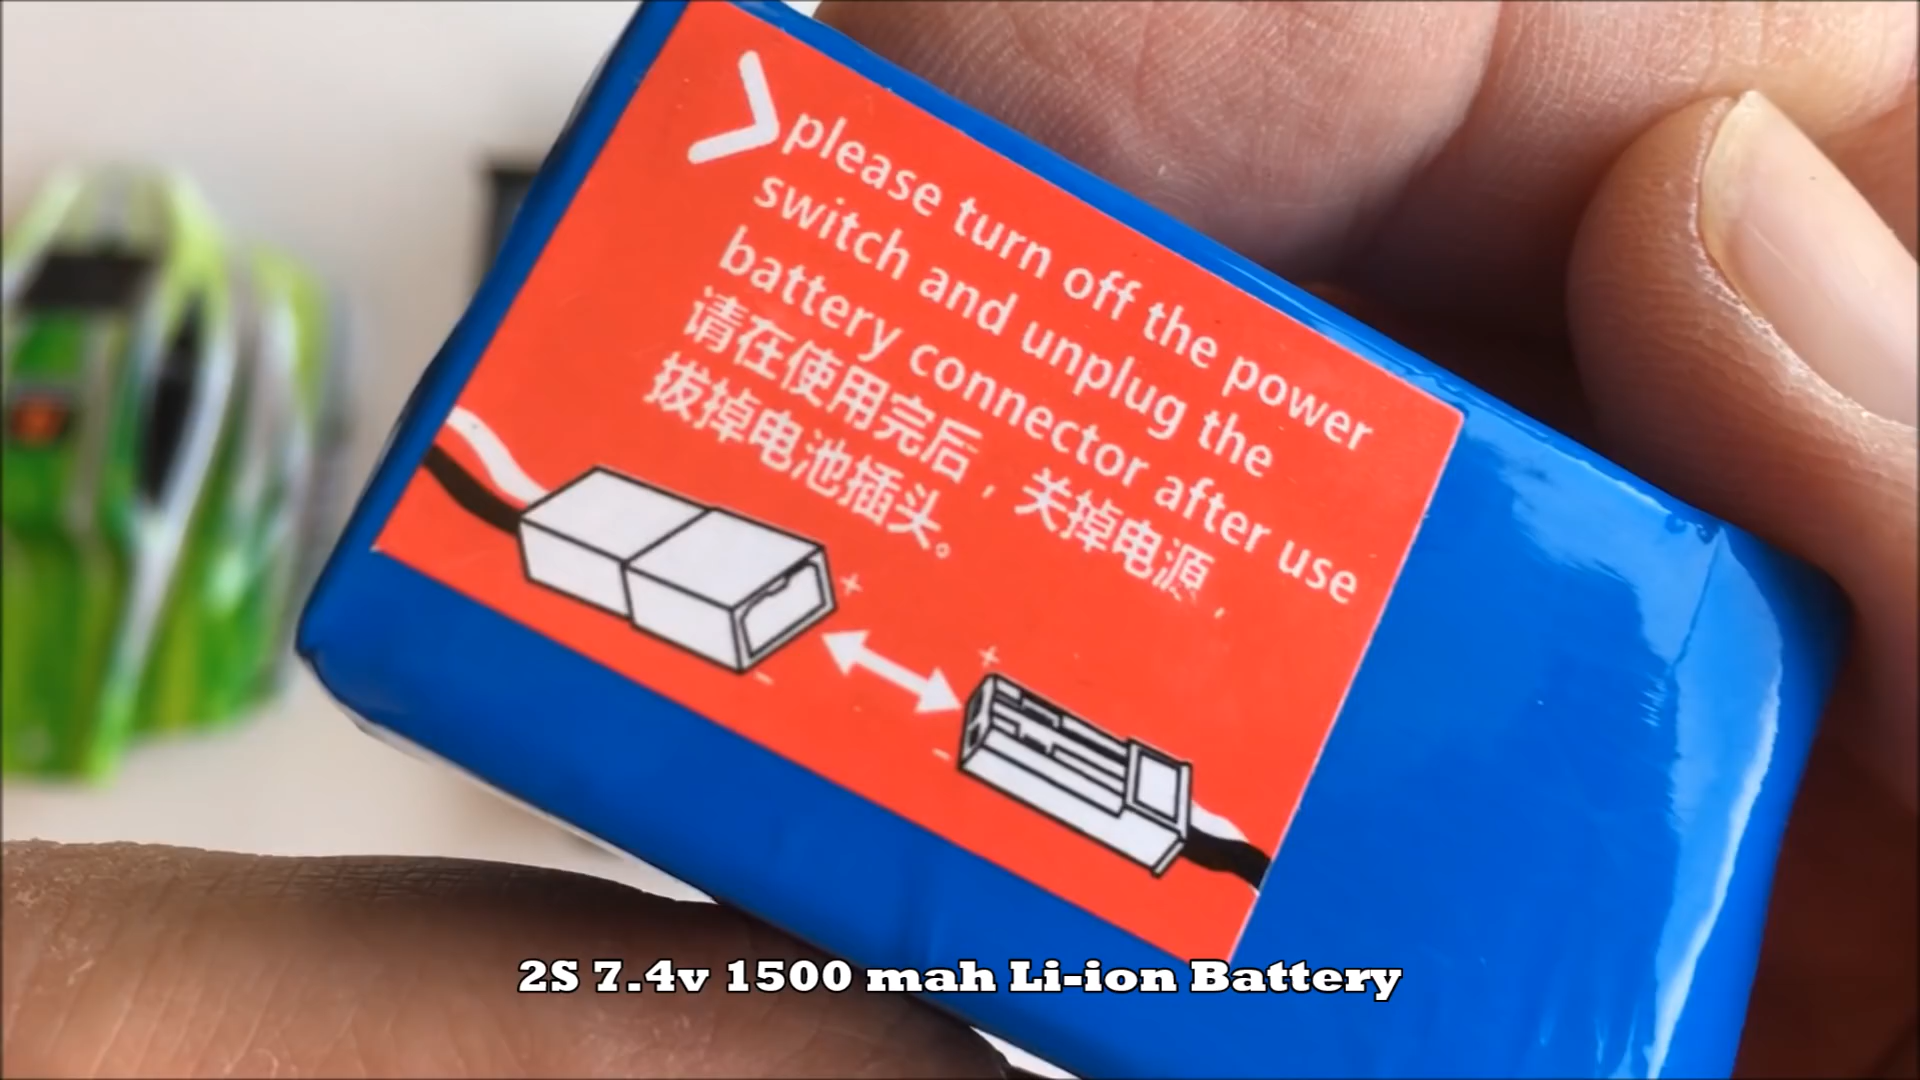 please turn off the power
switch and unplug the
battery connector after use
请在使用完后，关掉电源，
拔掉电池插头。
+
-
+
-
2S 7.4v 1500 mah Li-ion Battery